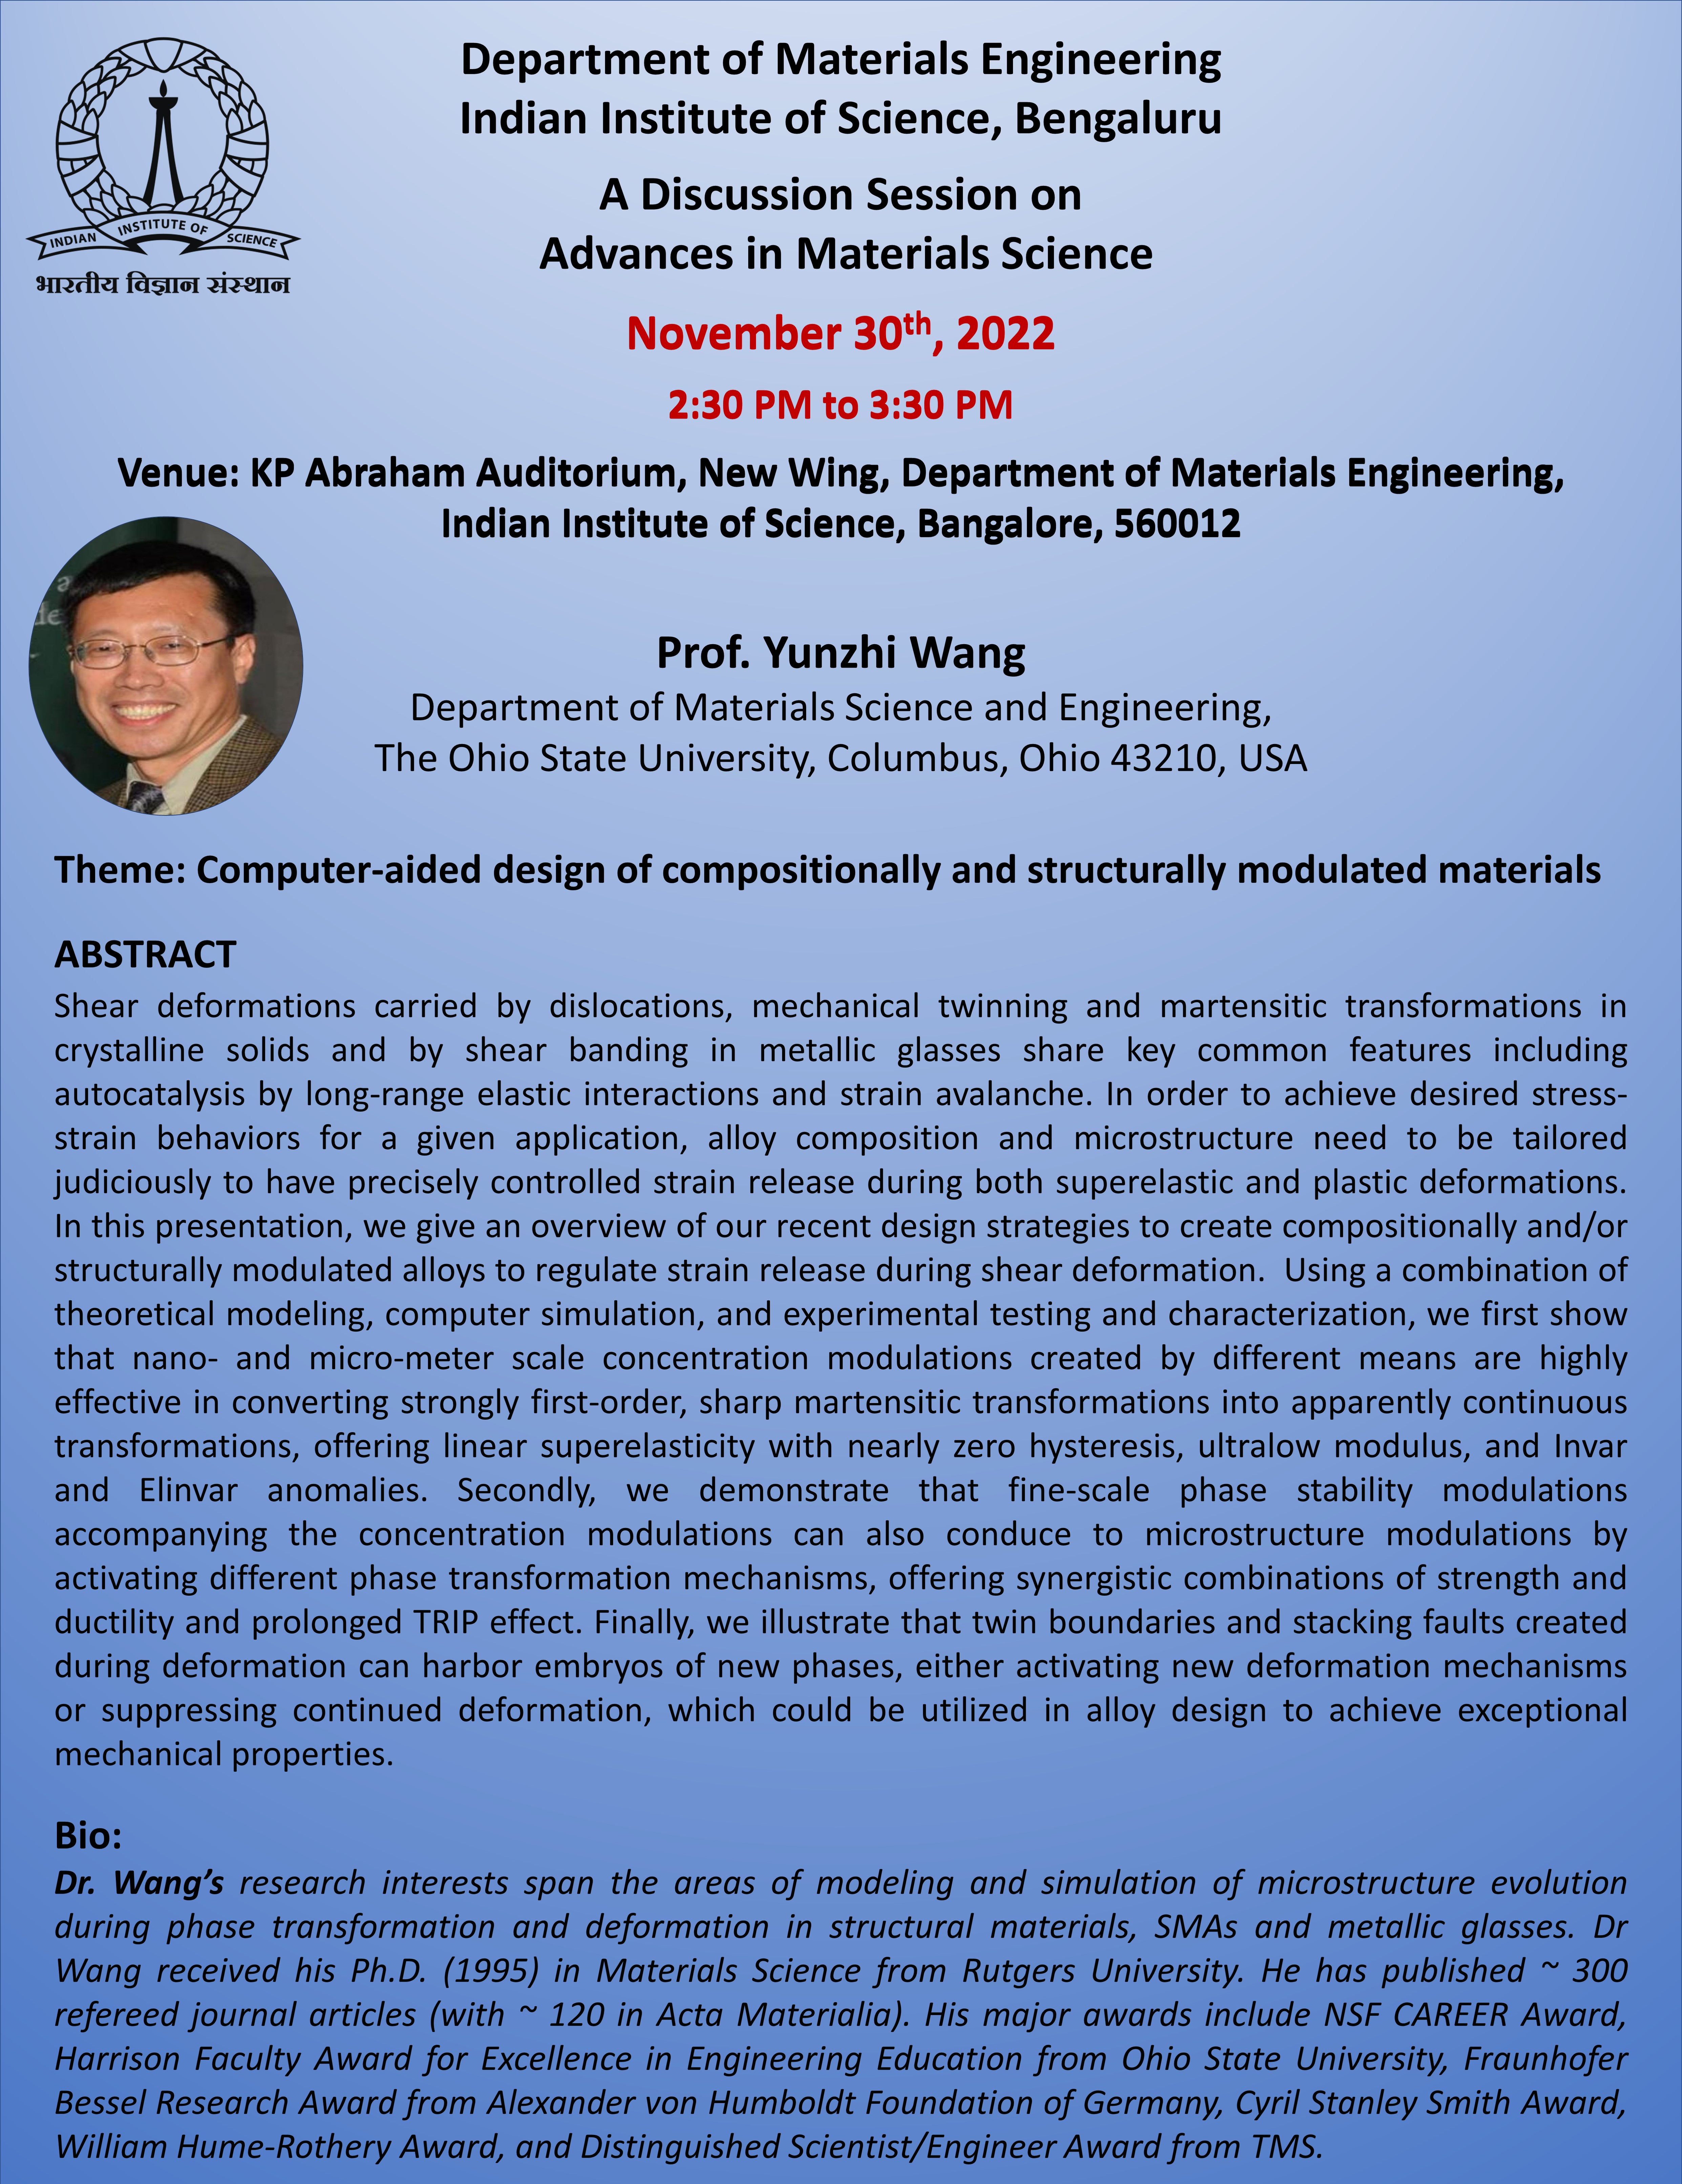 Department of Materials Engineering
Indian Institute of Science, Bengaluru
A Discussion Session on
Advances in Materials Science
INDIAN INSTITUTE OF SCIENCE
भारतीय विज्ञान संस्थान
November 30th, 2022
2:30 PM to 3:30 PM
Venue: KP Abraham Auditorium, New Wing, Department of Materials Engineering,
Indian Institute of Science, Bangalore, 560012
a
de
Prof. Yunzhi Wang
Department of Materials Science and Engineering,
The Ohio State University, Columbus, Ohio 43210, USA
Theme: Computer-aided design of compositionally and structurally modulated materials
ABSTRACT
Shear deformations carried by dislocations, mechanical twinning and martensitic transformations in
crystalline solids and by shear banding in metallic glasses share key common features including
autocatalysis by long-range elastic interactions and strain avalanche. In order to achieve desired stress-
strain behaviors for a given application, alloy composition and microstructure need to be tailored
judiciously to have precisely controlled strain release during both superelastic and plastic deformations.
In this presentation, we give an overview of our recent design strategies to create compositionally and/or
structurally modulated alloys to regulate strain release during shear deformation.  Using a combination of
theoretical modeling, computer simulation, and experimental testing and characterization, we first show
that nano- and micro-meter scale concentration modulations created by different means are highly
effective in converting strongly first-order, sharp martensitic transformations into apparently continuous
transformations, offering linear superelasticity with nearly zero hysteresis, ultralow modulus, and Invar
and Elinvar anomalies. Secondly, we demonstrate that fine-scale phase stability modulations
accompanying the concentration modulations can also conduce to microstructure modulations by
activating different phase transformation mechanisms, offering synergistic combinations of strength and
ductility and prolonged TRIP effect. Finally, we illustrate that twin boundaries and stacking faults created
during deformation can harbor embryos of new phases, either activating new deformation mechanisms
or suppressing continued deformation, which could be utilized in alloy design to achieve exceptional
mechanical properties.
Bio:
Dr. Wang’s research interests span the areas of modeling and simulation of microstructure evolution
during phase transformation and deformation in structural materials, SMAs and metallic glasses. Dr
Wang received his Ph.D. (1995) in Materials Science from Rutgers University. He has published ~ 300
refereed journal articles (with ~ 120 in Acta Materialia). His major awards include NSF CAREER Award,
Harrison Faculty Award for Excellence in Engineering Education from Ohio State University, Fraunhofer
Bessel Research Award from Alexander von Humboldt Foundation of Germany, Cyril Stanley Smith Award,
William Hume-Rothery Award, and Distinguished Scientist/Engineer Award from TMS.